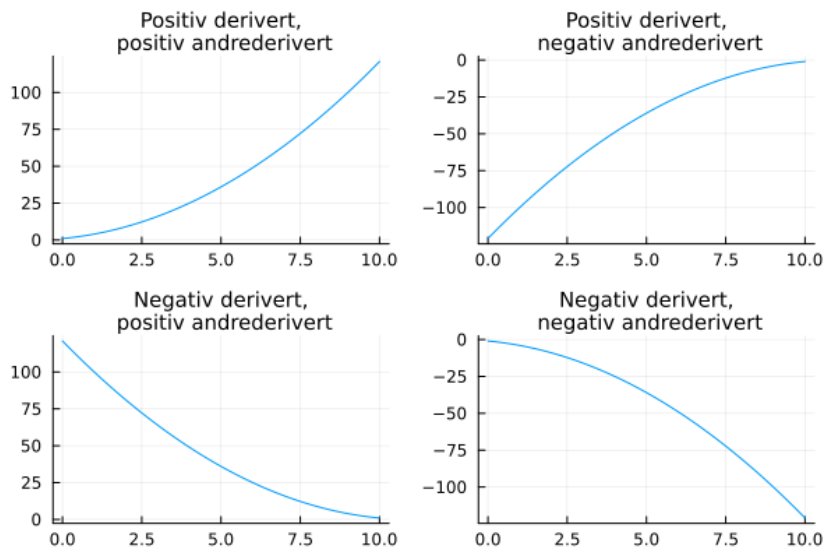 Positiv derivert,
positiv andrederivert
100
75
50
25
0
0.0 2.5 5.0 7.5 10.0
Positiv derivert,
negativ andrederivert
0
−25
−50
−75
−100
0.0 2.5 5.0 7.5 10.0
Negativ derivert,
positiv andrederivert
100
75
50
25
0
0.0 2.5 5.0 7.5 10.0
Negativ derivert,
negativ andrederivert
0
−25
−50
−75
−100
0.0 2.5 5.0 7.5 10.0